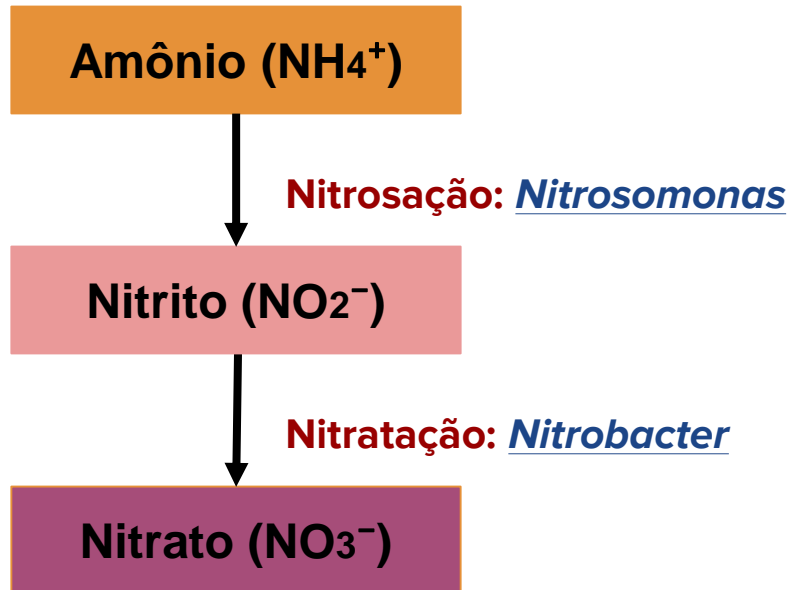 Amônio (NH4⁺)
Nitrosação: Nitrosomonas
Nitrito (NO2⁻)
Nitratação: Nitrobacter
Nitrato (NO3⁻)